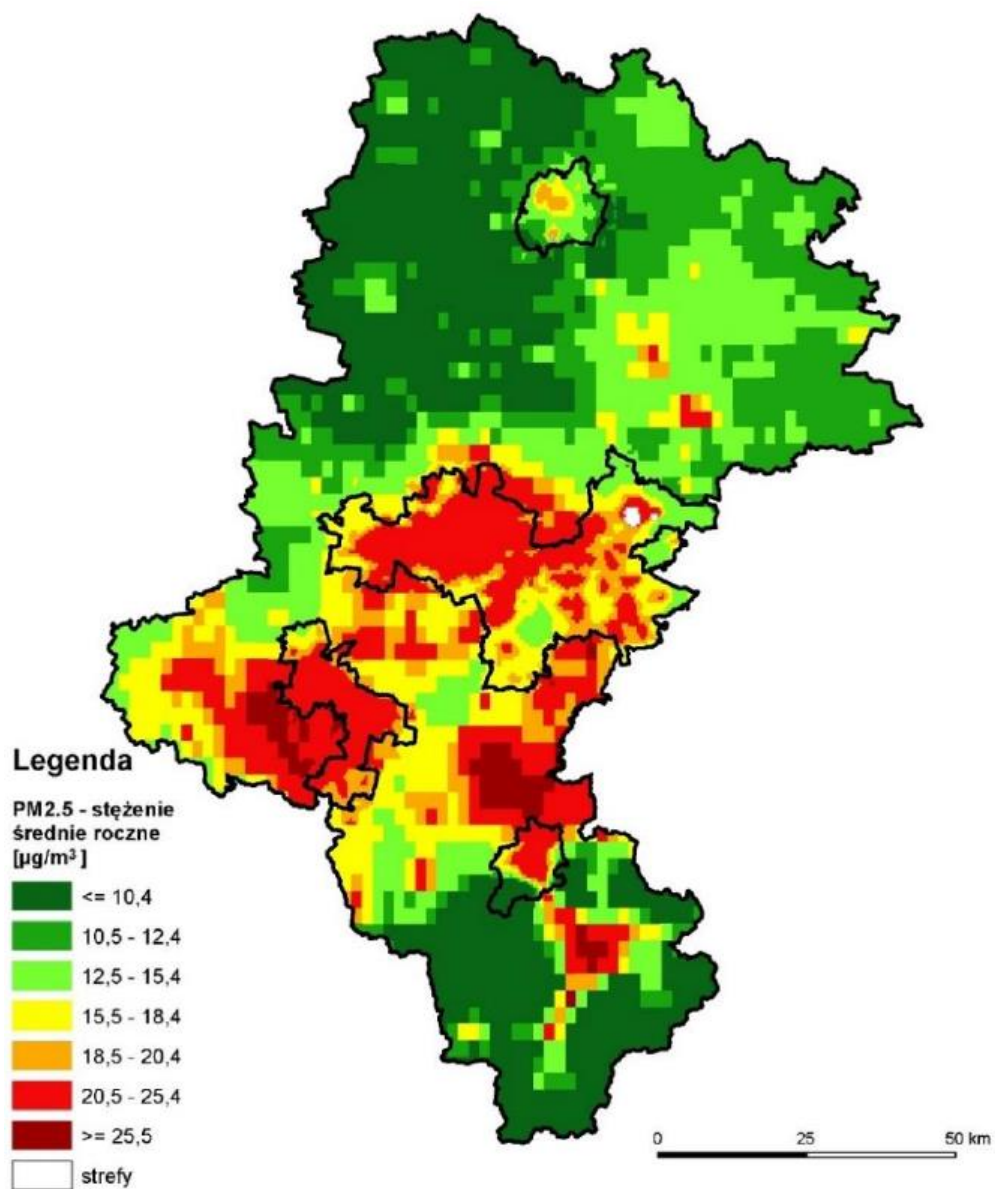 Legenda
PM2.5 - stężenie
średnie roczne
[µg/m³ ]
<= 10,4
10,5 - 12,4
12,5 - 15,4
15,5 - 18,4
18,5 - 20,4
20,5 - 25,4
>= 25,5
strefy
0 25 50 km